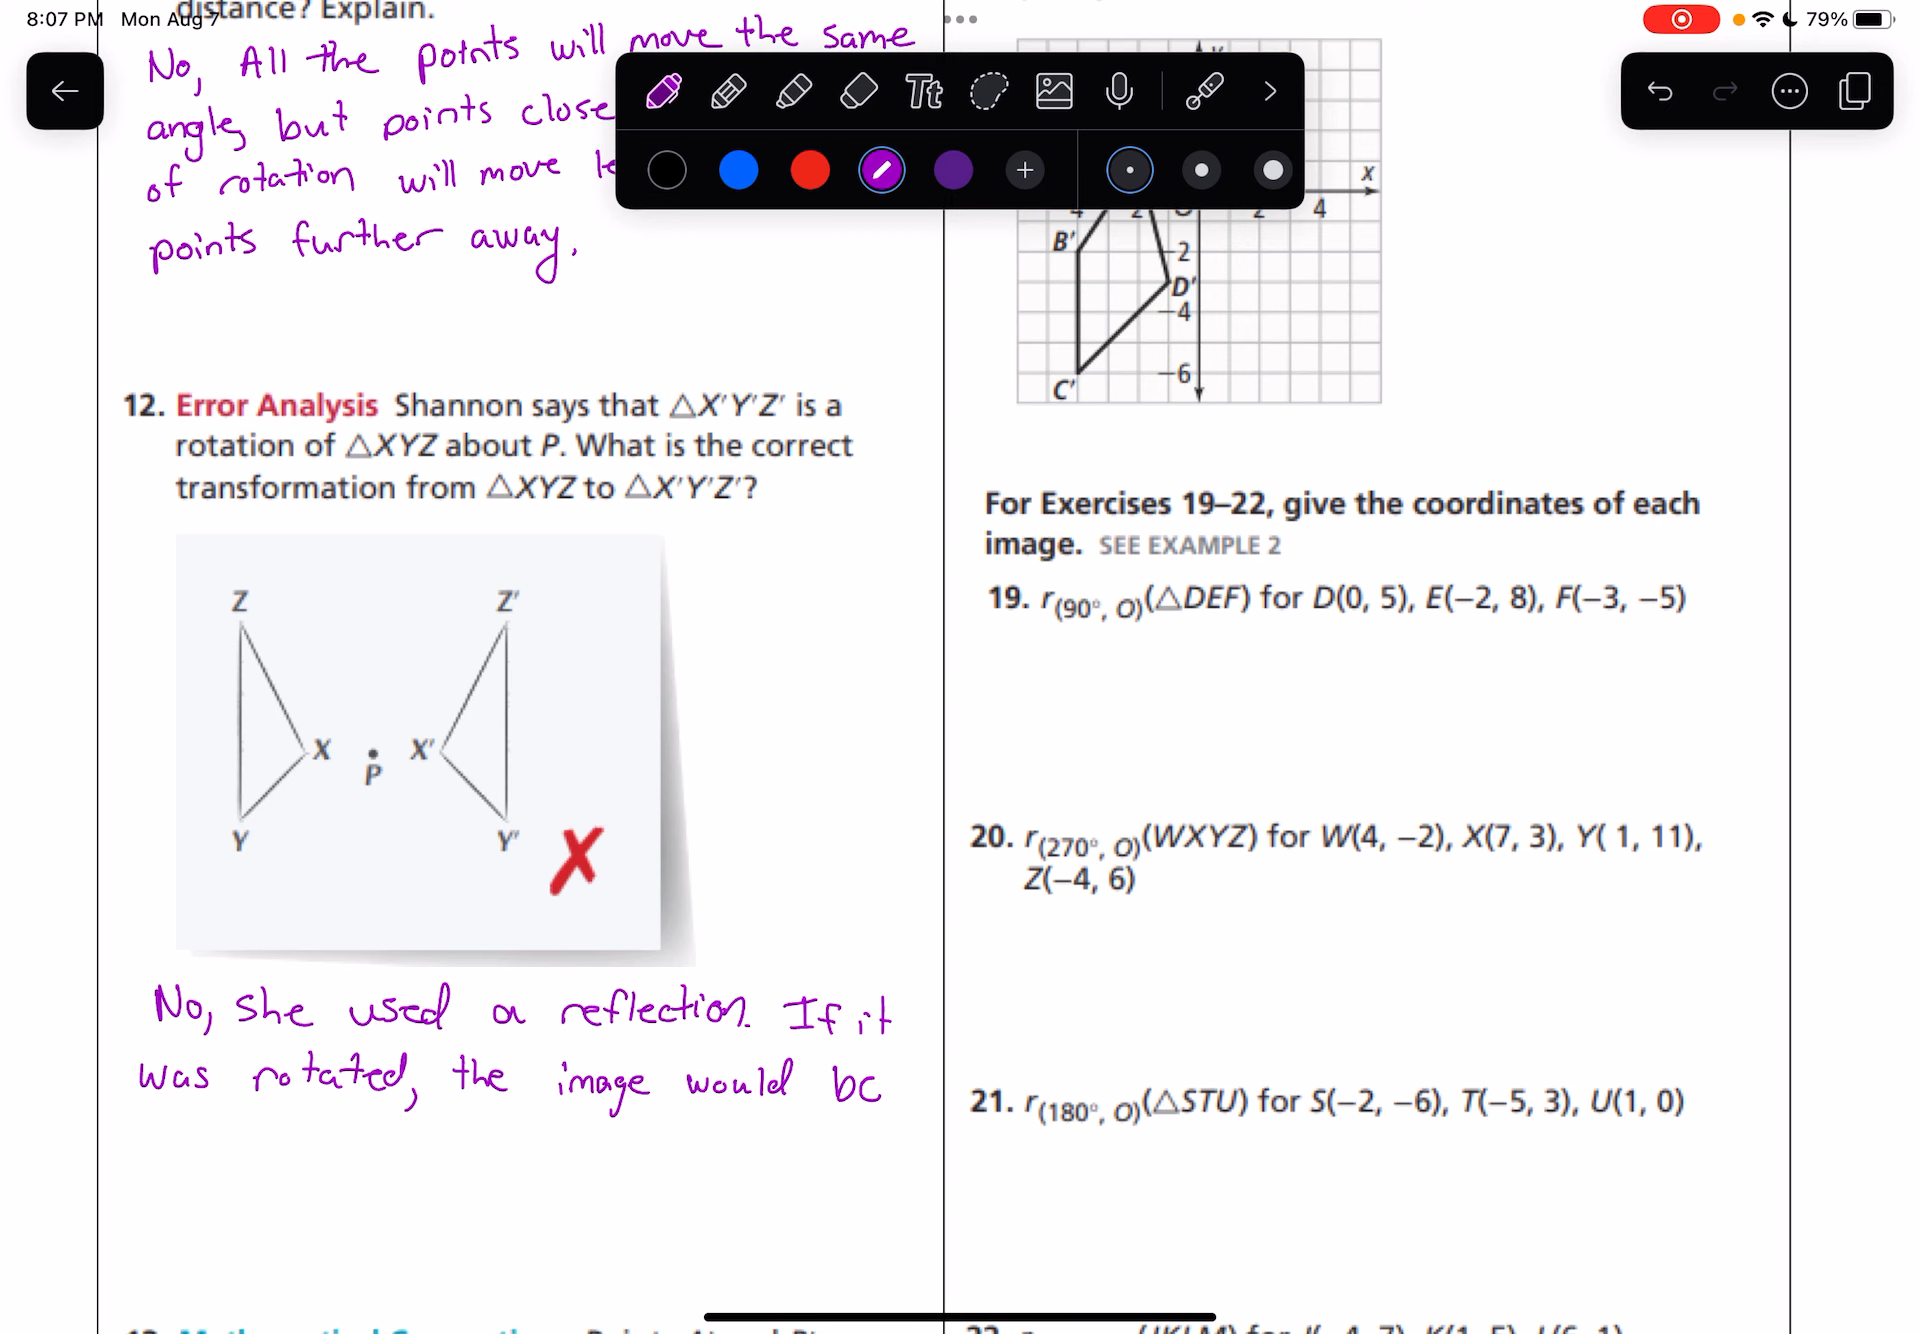 8:07 PM Mon Aug 7
79%
distance? Explain.
No, All the points will move the same
angle, but points close
of rotation will move
points further away.
12. Error Analysis Shannon says that △X′Y′Z′ is a
rotation of △XYZ about P. What is the correct
transformation from △XYZ to △X′Y′Z′?
Z Z′
X P X′
Y Y′
No, she used a reflection. If it
was rotated, the image would be
Tt
x
2 4
B′
−2
D′
−4
−6
C′
For Exercises 19–22, give the coordinates of each
image. SEE EXAMPLE 2
19. r(90°, O)(△DEF) for D(0, 5), E(−2, 8), F(−3, −5)
20. r(270°, O)(WXYZ) for W(4, −2), X(7, 3), Y( 1, 11),
Z(−4, 6)
21. r(180°, O)(△STU) for S(−2, −6), T(−5, 3), U(1, 0)